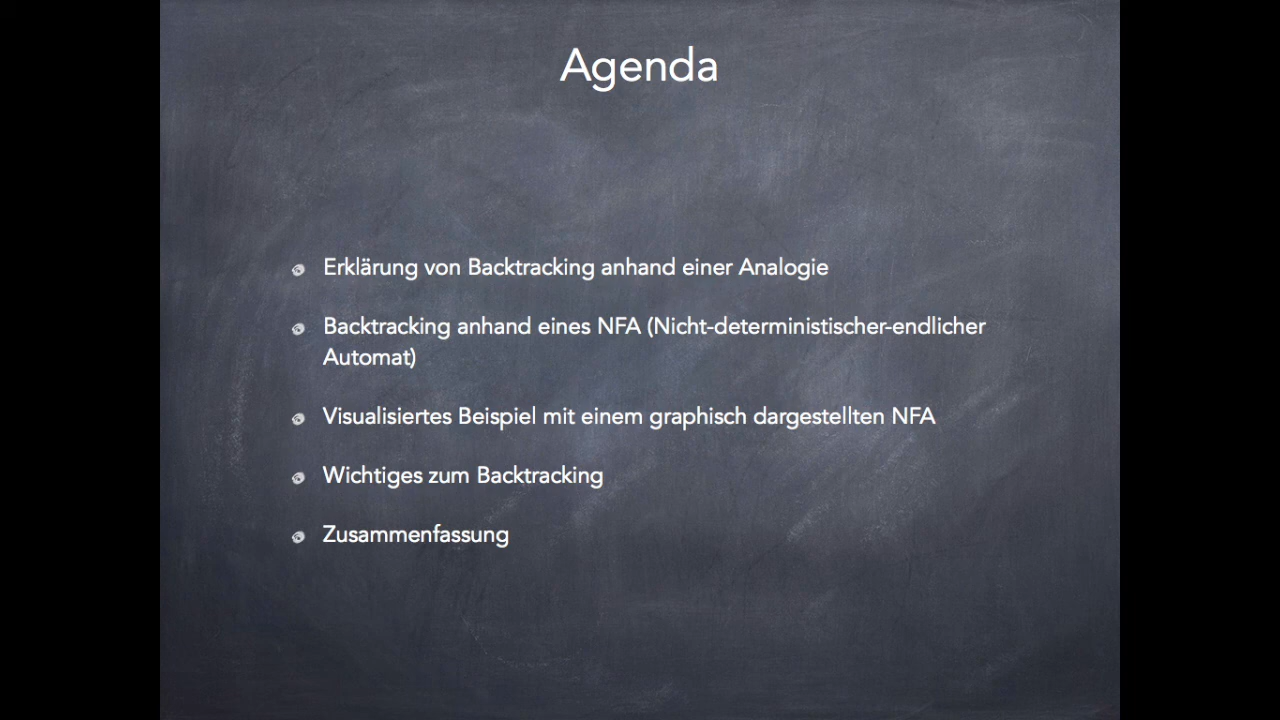 Agenda
Erklärung von Backtracking anhand einer Analogie
Backtracking anhand eines NFA (Nicht-deterministischer-endlicher
Automat)
Visualisiertes Beispiel mit einem graphisch dargestellten NFA
Wichtiges zum Backtracking
Zusammenfassung